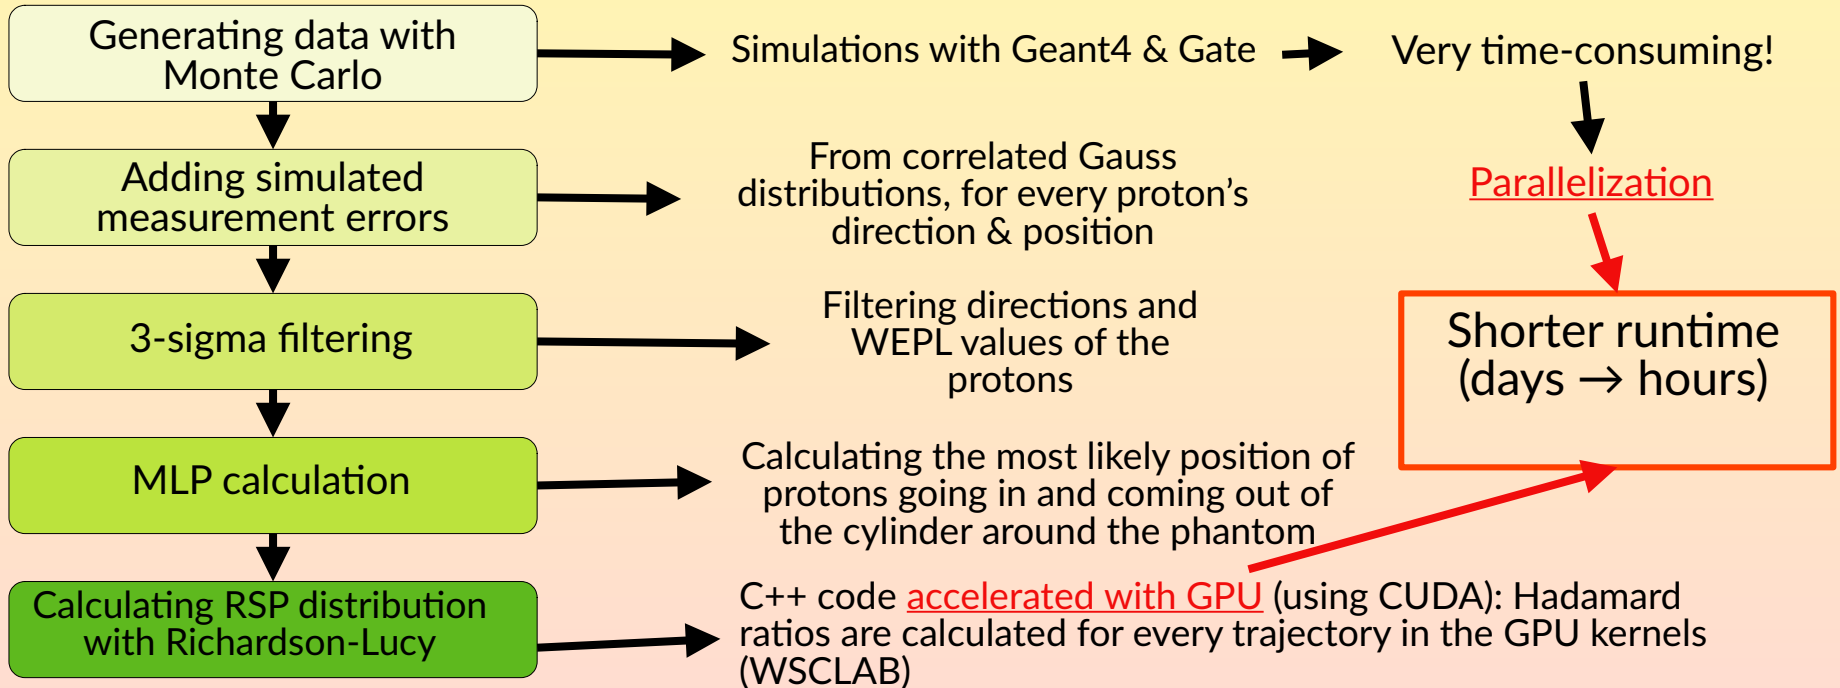 Generating data with
Monte Carlo
Simulations with Geant4 & Gate
Very time-consuming!
Adding simulated
measurement errors
From correlated Gauss
distributions, for every proton’s
direction & position
Parallelization
3-sigma filtering
Filtering directions and
WEPL values of the
protons
Shorter runtime
(days → hours)
MLP calculation
Calculating the most likely position of
protons going in and coming out of
the cylinder around the phantom
Calculating RSP distribution
with Richardson-Lucy
C++ code accelerated with GPU (using CUDA): Hadamard
ratios are calculated for every trajectory in the GPU kernels
(WSCLAB)